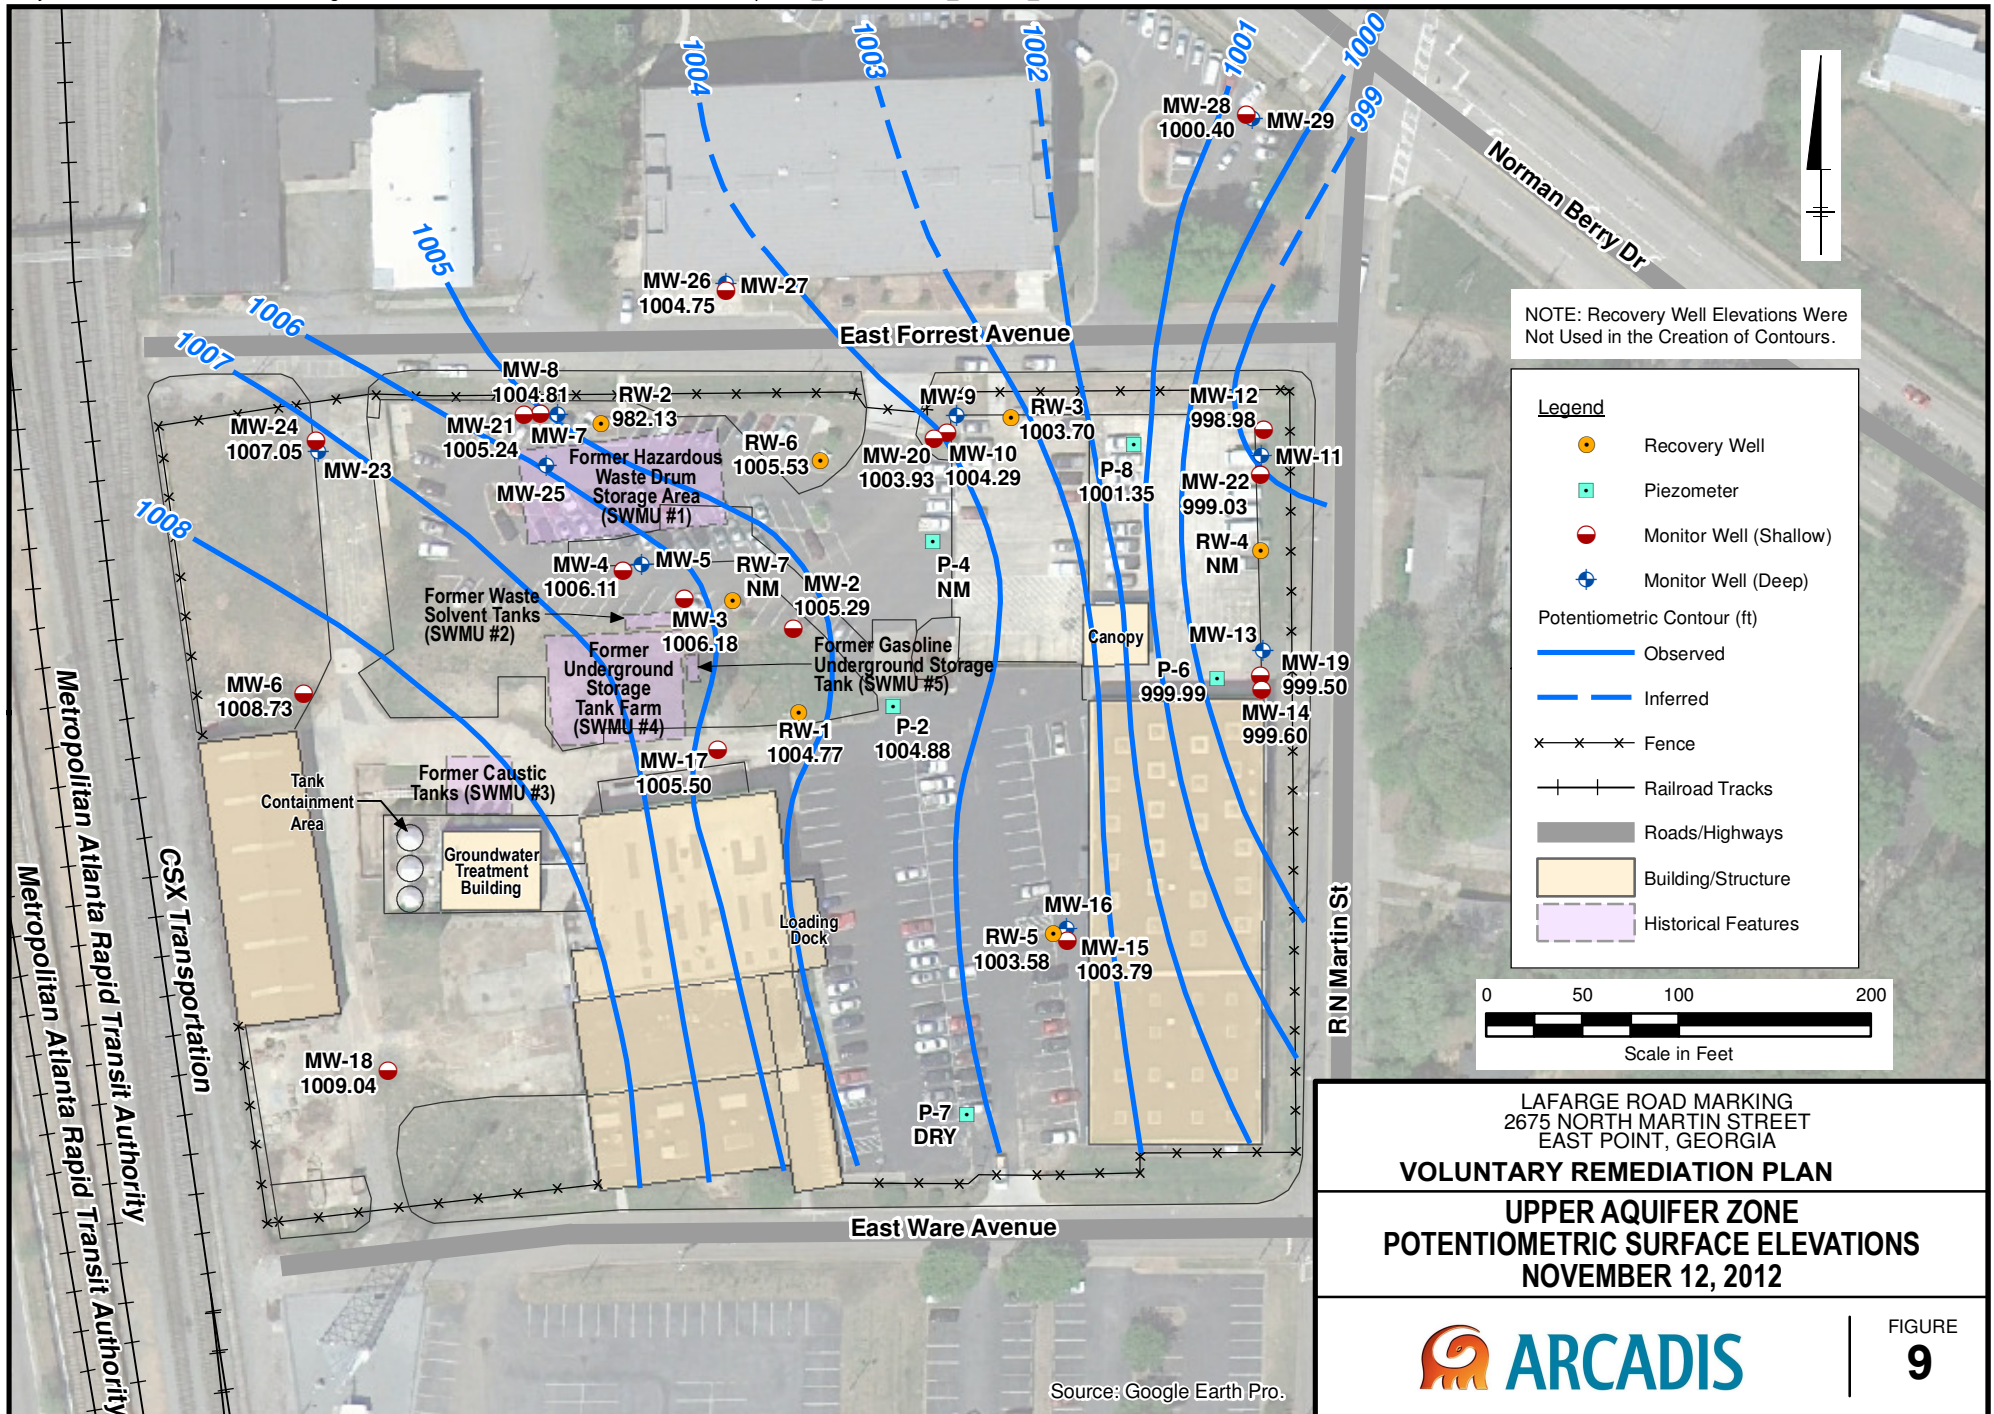 1004
1003
1002
1001
1000
999
1005
1006
1007
1008
MW-28
1000.40
MW-29
Norman Berry Dr
MW-26
1004.75
MW-27
East Forrest Avenue
MW-8
1004.81
RW-2
982.13
MW-21
1005.24
MW-7
MW-24
1007.05
MW-23
MW-25
Former Hazardous
Waste Drum
Storage Area
(SWMU #1)
RW-6
1005.53
MW-9
RW-3
1003.70
MW-20
1003.93
MW-10
1004.29
P-8
1001.35
MW-12
998.98
MW-11
MW-22
999.03
RW-4
NM
P-4
NM
MW-4
1006.11
MW-5
RW-7
NM
MW-2
1005.29
Former Waste
Solvent Tanks
(SWMU #2)
MW-3
1006.18
Former
Underground
Storage
Tank Farm
(SWMU #4)
Former Gasoline
Underground Storage
Tank (SWMU #5)
Canopy
MW-13
P-6
999.99
MW-19
999.50
MW-14
999.60
MW-6
1008.73
RW-1
1004.77
P-2
1004.88
MW-17
1005.50
Former Caustic
Tanks (SWMU #3)
Tank
Containment
Area
Groundwater
Treatment
Building
Loading
Dock
MW-16
RW-5
1003.58
MW-15
1003.79
MW-18
1009.04
P-7
DRY
East Ware Avenue
R N Martin St
CSX Transportation
Metropolitan Atlanta Rapid Transit Authority
Metropolitan Atlanta Rapid Transit Authority
Source: Google Earth Pro.
NOTE: Recovery Well Elevations Were
Not Used in the Creation of Contours.
Legend
Recovery Well
Piezometer
Monitor Well (Shallow)
Monitor Well (Deep)
Potentiometric Contour (ft)
Observed
Inferred
Fence
Railroad Tracks
Roads/Highways
Building/Structure
Historical Features
0 50 100 200
Scale in Feet
LAFARGE ROAD MARKING
2675 NORTH MARTIN STREET
EAST POINT, GEORGIA
VOLUNTARY REMEDIATION PLAN
UPPER AQUIFER ZONE
POTENTIOMETRIC SURFACE ELEVATIONS
NOVEMBER 12, 2012
ARCADIS
FIGURE
9